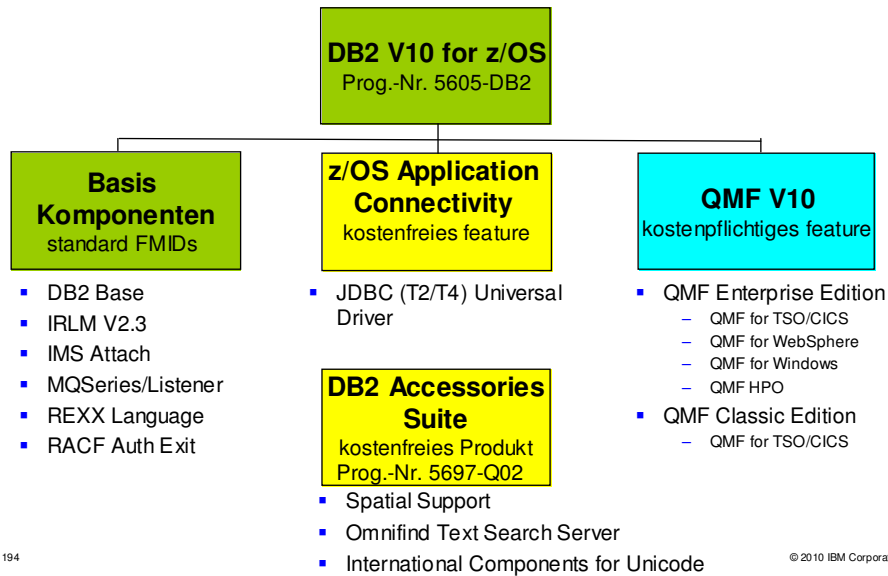 DB2 V10 for z/OS
Prog.-Nr. 5605-DB2
Basis
Komponenten
standard FMIDs
DB2 Base
IRLM V2.3
IMS Attach
MQSeries/Listener
REXX Language
RACF Auth Exit
z/OS Application
Connectivity
kostenfreies feature
JDBC (T2/T4) Universal
Driver
DB2 Accessories
Suite
kostenfreies Produkt
Prog.-Nr. 5697-Q02
Spatial Support
Omnifind Text Search Server
International Components for Unicode
QMF V10
kostenpflichtiges feature
QMF Enterprise Edition
– QMF for TSO/CICS
– QMF for WebSphere
– QMF for Windows
– QMF HPO
QMF Classic Edition
– QMF for TSO/CICS
194
© 2010 IBM Corpora